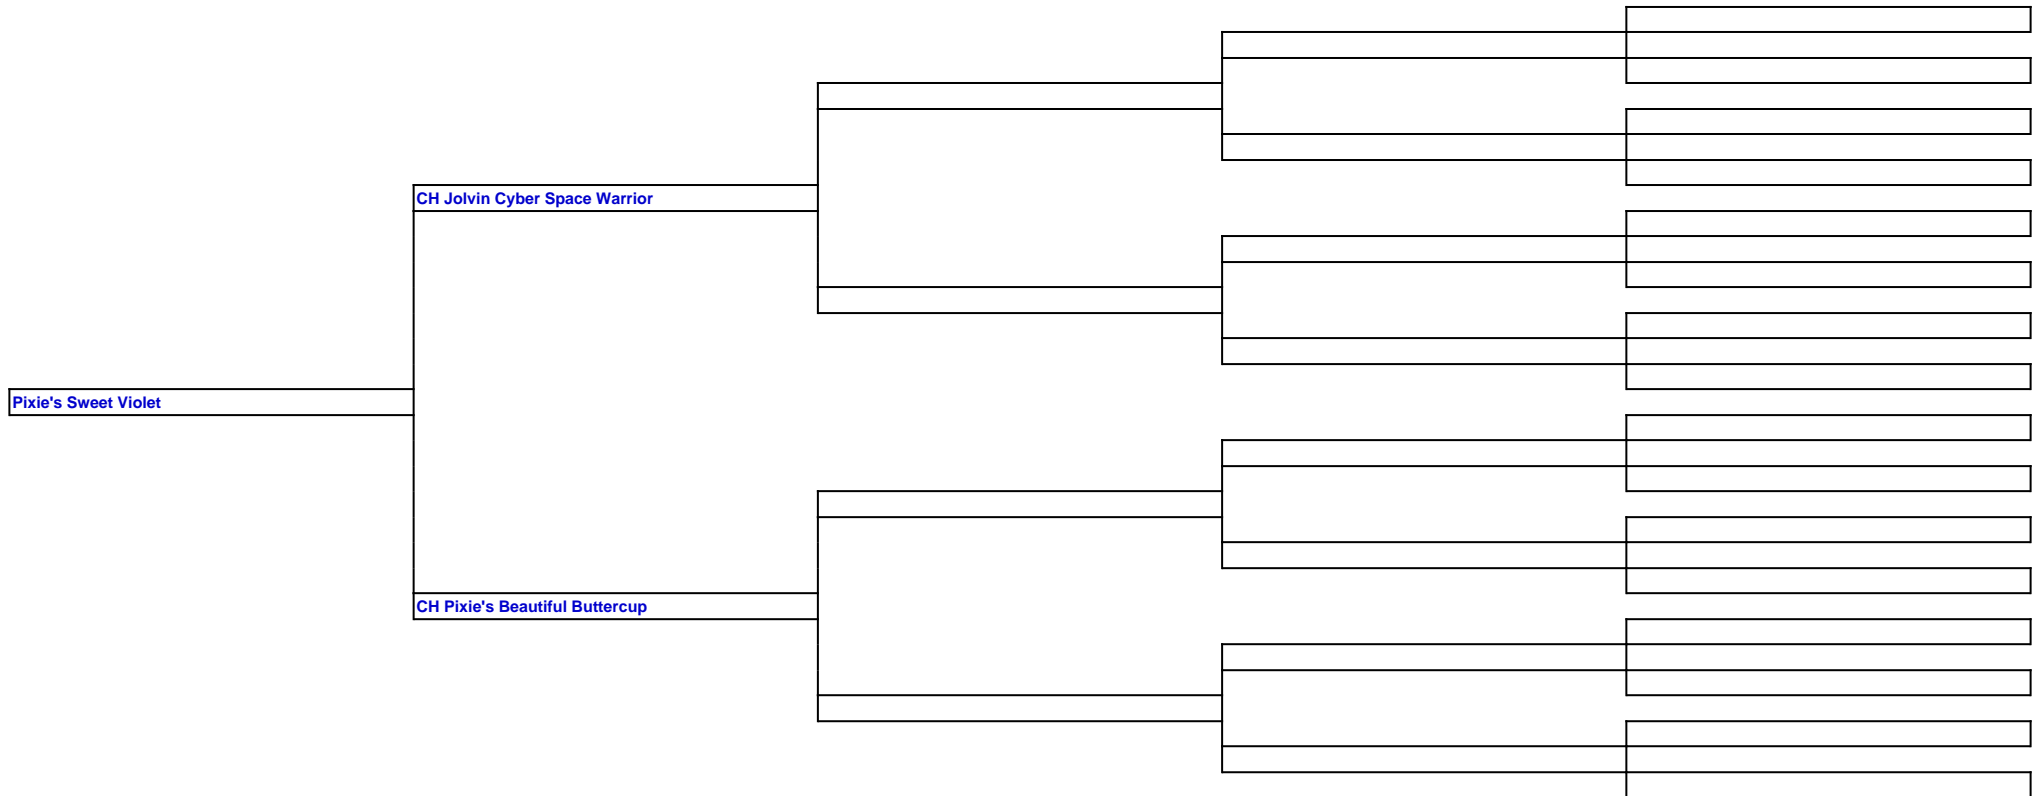 CH Jolvin Cyber Space Warrior
Pixie's Sweet Violet
CH Pixie's Beautiful Buttercup